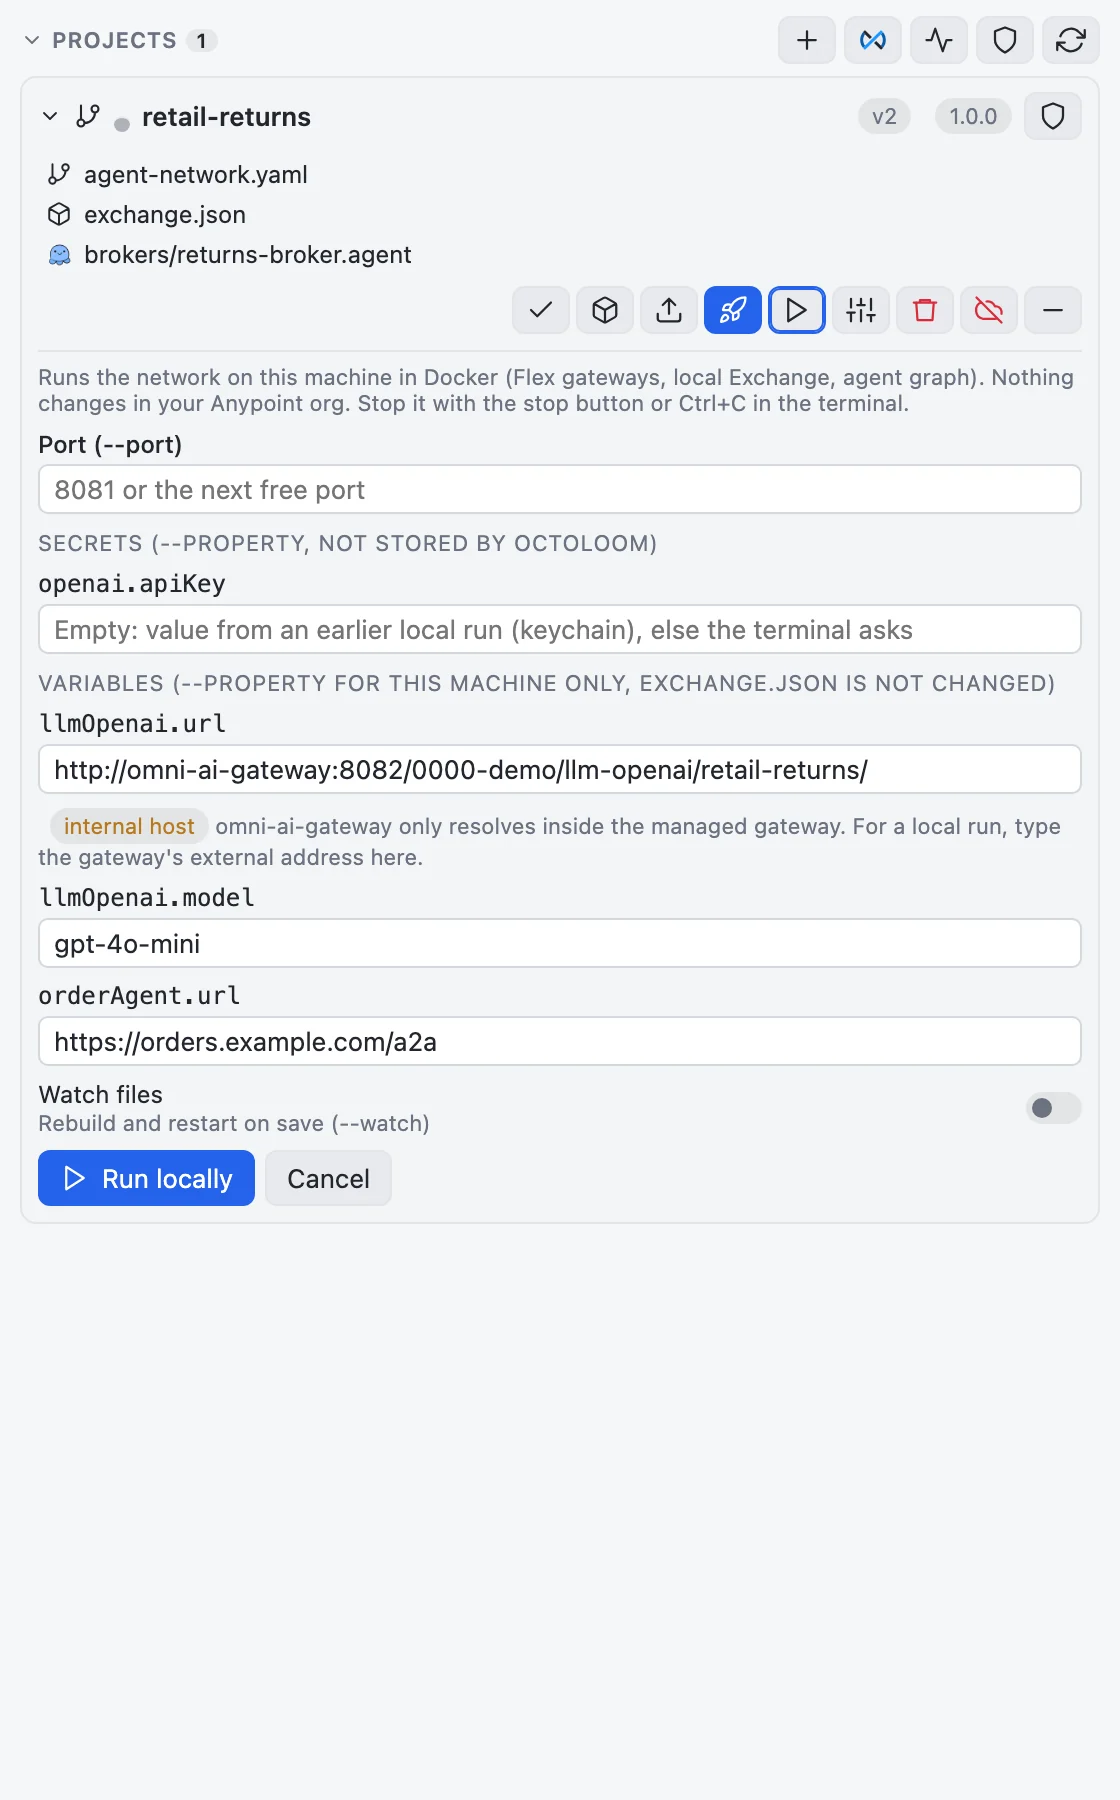 PROJECTS 1
retail-returns v2 1.0.0
agent-network.yaml
exchange.json
brokers/returns-broker.agent
Runs the network on this machine in Docker (Flex gateways, local Exchange, agent graph). Nothing
changes in your Anypoint org. Stop it with the stop button or Ctrl+C in the terminal.
Port (--port)
8081 or the next free port
SECRETS (--PROPERTY, NOT STORED BY OCTOLOOM)
openai.apiKey
Empty: value from an earlier local run (keychain), else the terminal asks
VARIABLES (--PROPERTY FOR THIS MACHINE ONLY, EXCHANGE.JSON IS NOT CHANGED)
llmOpenai.url
http://omni-ai-gateway:8082/0000-demo/llm-openai/retail-returns/
internal host omni-ai-gateway only resolves inside the managed gateway. For a local run, type
the gateway's external address here.
llmOpenai.model
gpt-4o-mini
orderAgent.url
https://orders.example.com/a2a
Watch files
Rebuild and restart on save (--watch)
Run locally Cancel